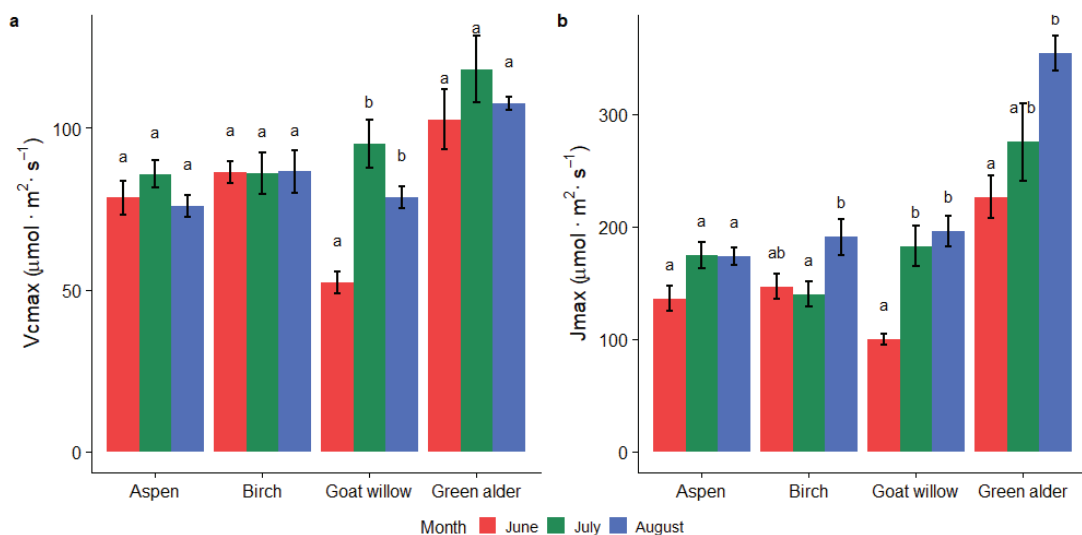 a
Vcmax (μmol · m² · s⁻¹)
100
50
0
a a a
a a a
a b b
a a a
Aspen Birch Goat willow Green alder
b
Jmax (μmol · m² · s⁻¹)
300
200
100
0
a a a
ab a b
a b b
a a b b
Aspen Birch Goat willow Green alder
Month June July August